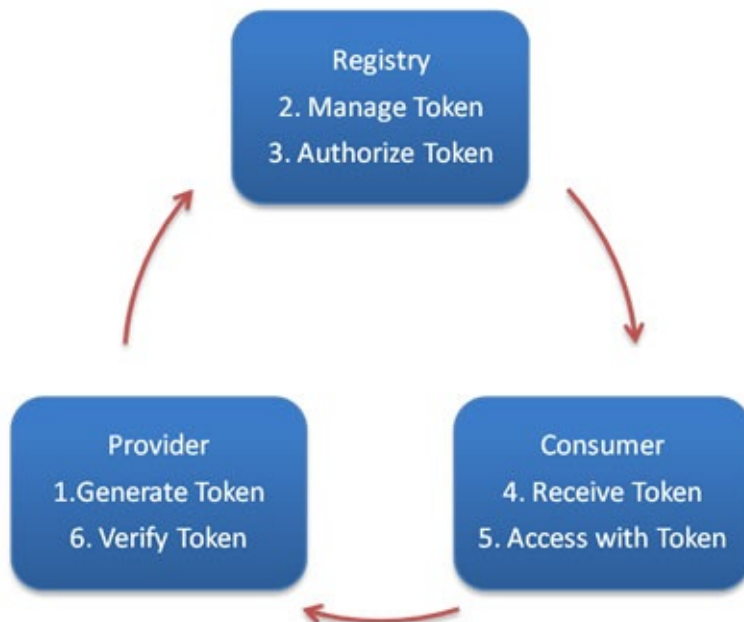 Registry
2. Manage Token
3. Authorize Token
Provider
1.Generate Token
6. Verify Token
Consumer
4. Receive Token
5. Access with Token